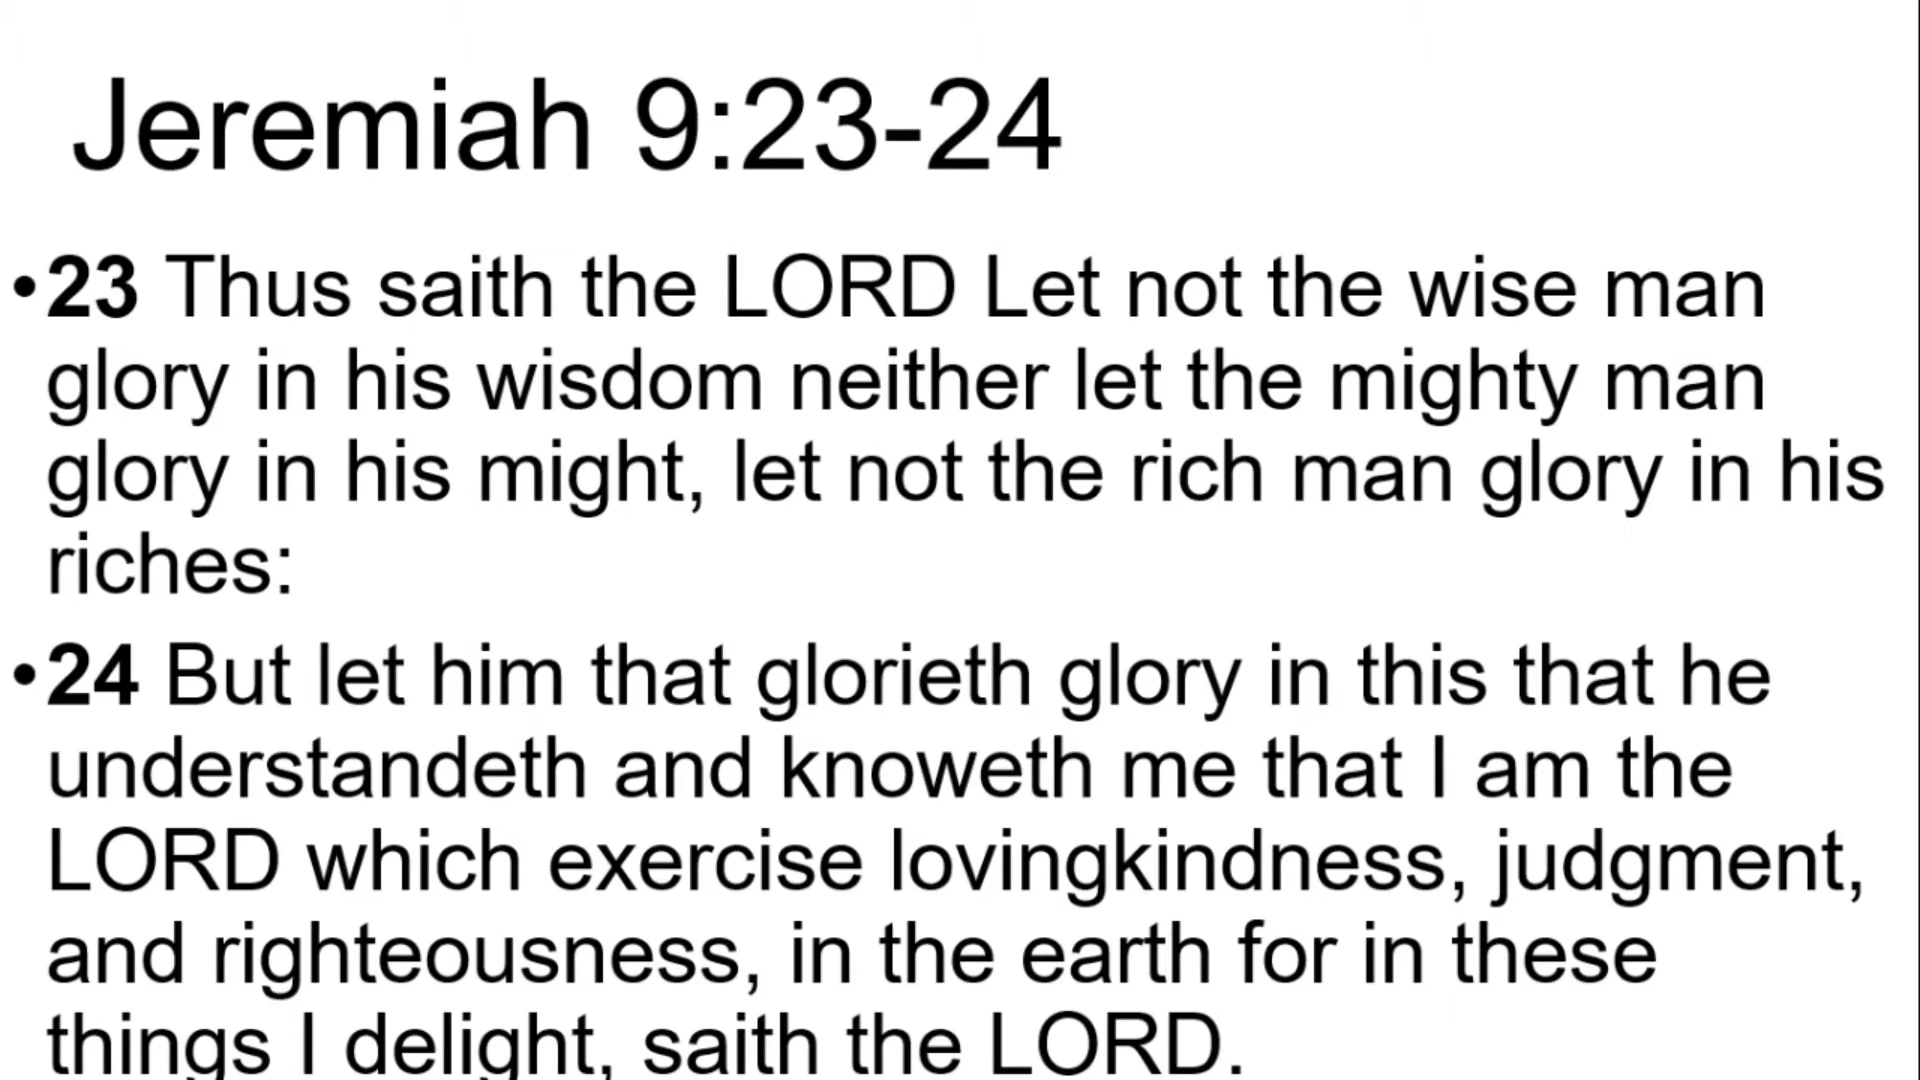 Jeremiah 9:23-24
•23 Thus saith the LORD Let not the wise man
glory in his wisdom neither let the mighty man
glory in his might, let not the rich man glory in his
riches:
•24 But let him that glorieth glory in this that he
understandeth and knoweth me that I am the
LORD which exercise lovingkindness, judgment,
and righteousness, in the earth for in these
things I delight, saith the LORD.